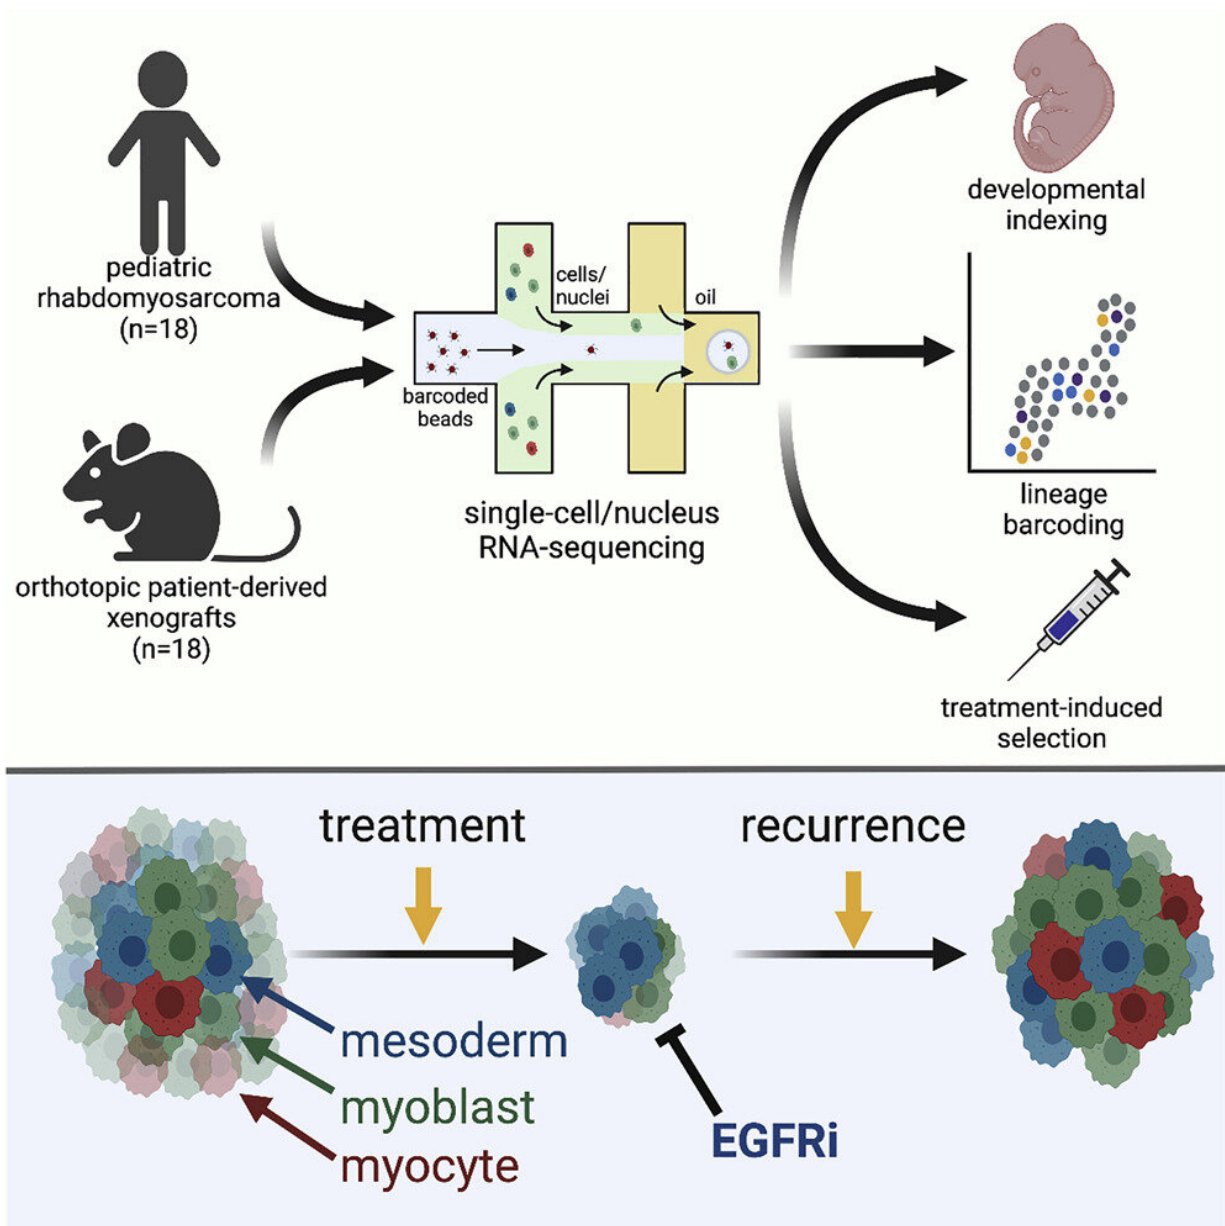 pediatric
rhabdomyosarcoma
(n=18)
orthotopic patient-derived
xenografts
(n=18)
cells/
nuclei
oil
barcoded
beads
single-cell/nucleus
RNA-sequencing
developmental
indexing
lineage
barcoding
treatment-induced
selection
treatment
recurrence
mesoderm
myoblast
myocyte
EGFRi